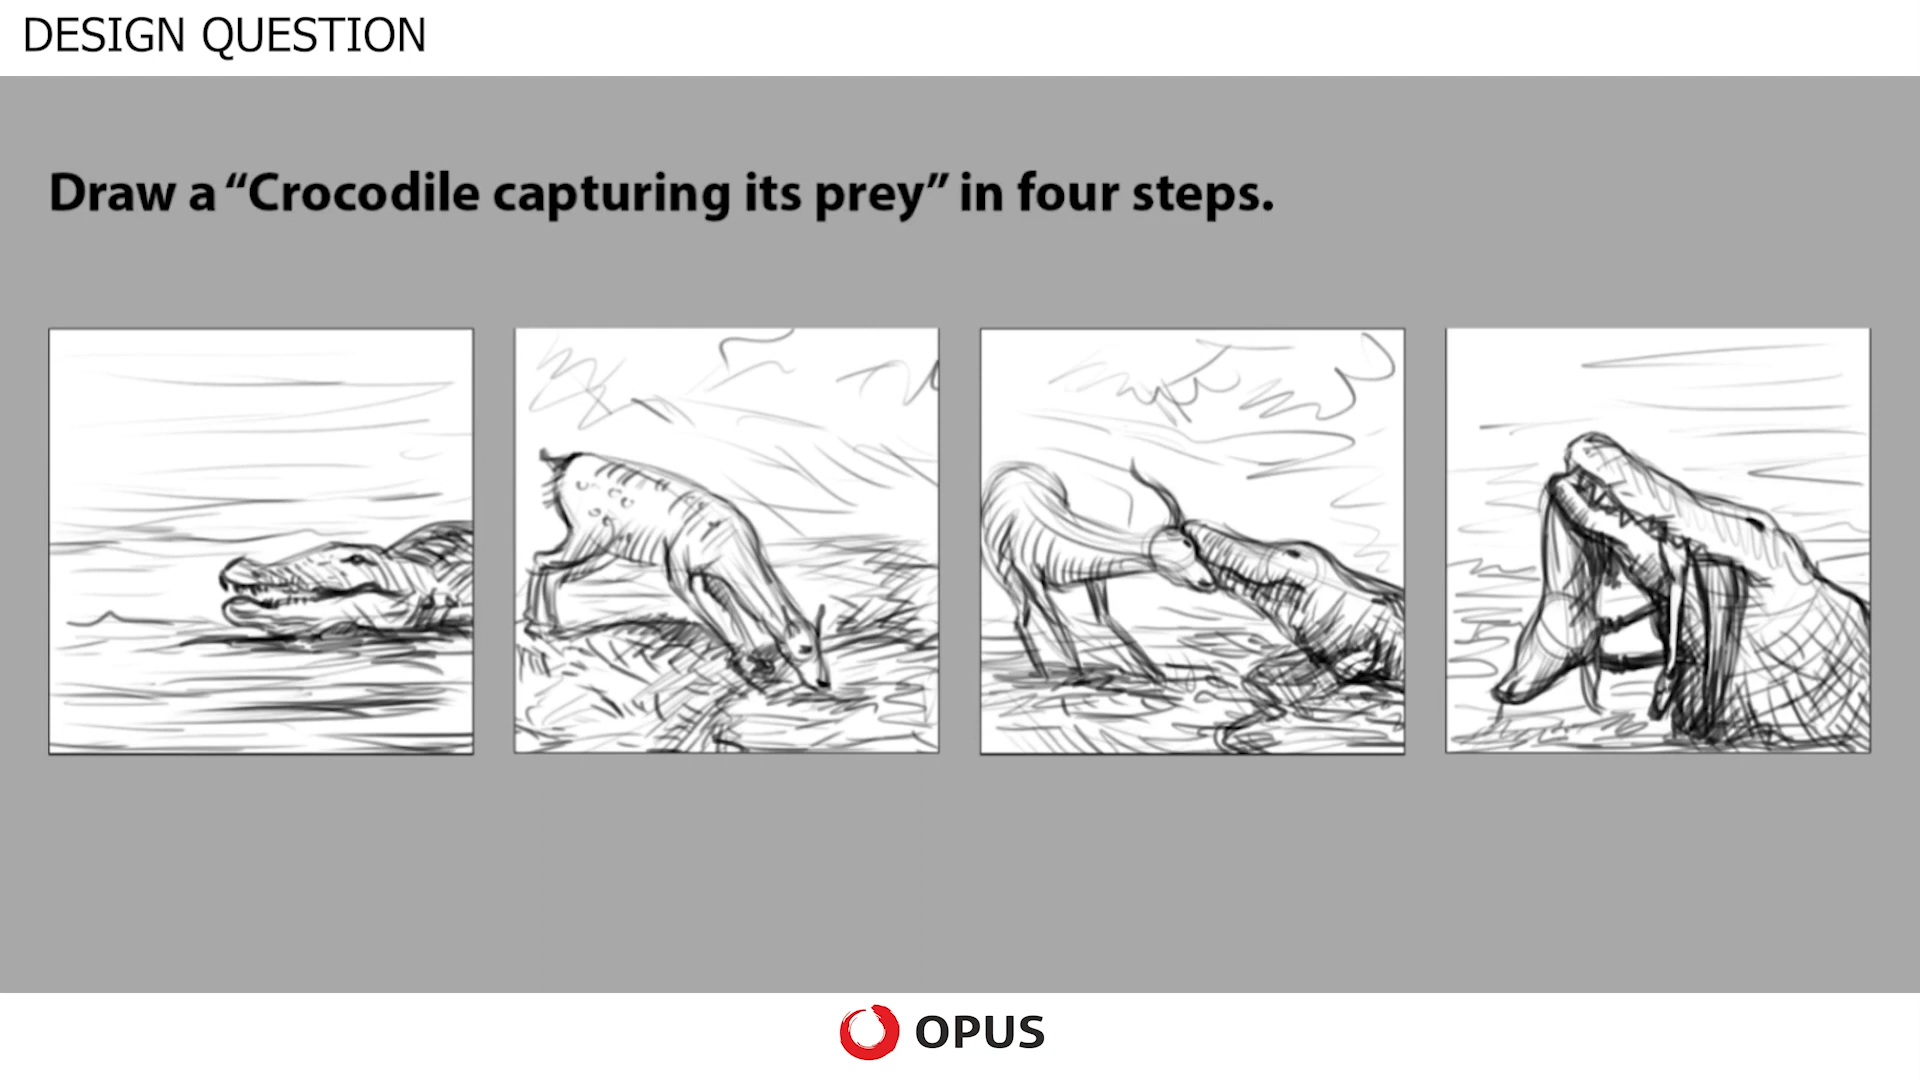 DESIGN QUESTION
Draw a “Crocodile capturing its prey” in four steps.
OPUS